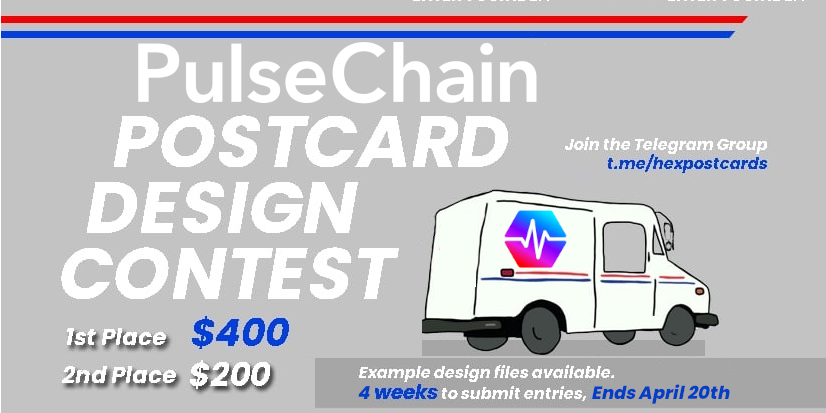 PulseChain
POSTCARD
DESIGN
CONTEST
Join the Telegram Group
t.me/hexpostcards
1st Place $400
2nd Place $200
Example design files available.
4 weeks to submit entries, Ends April 20th